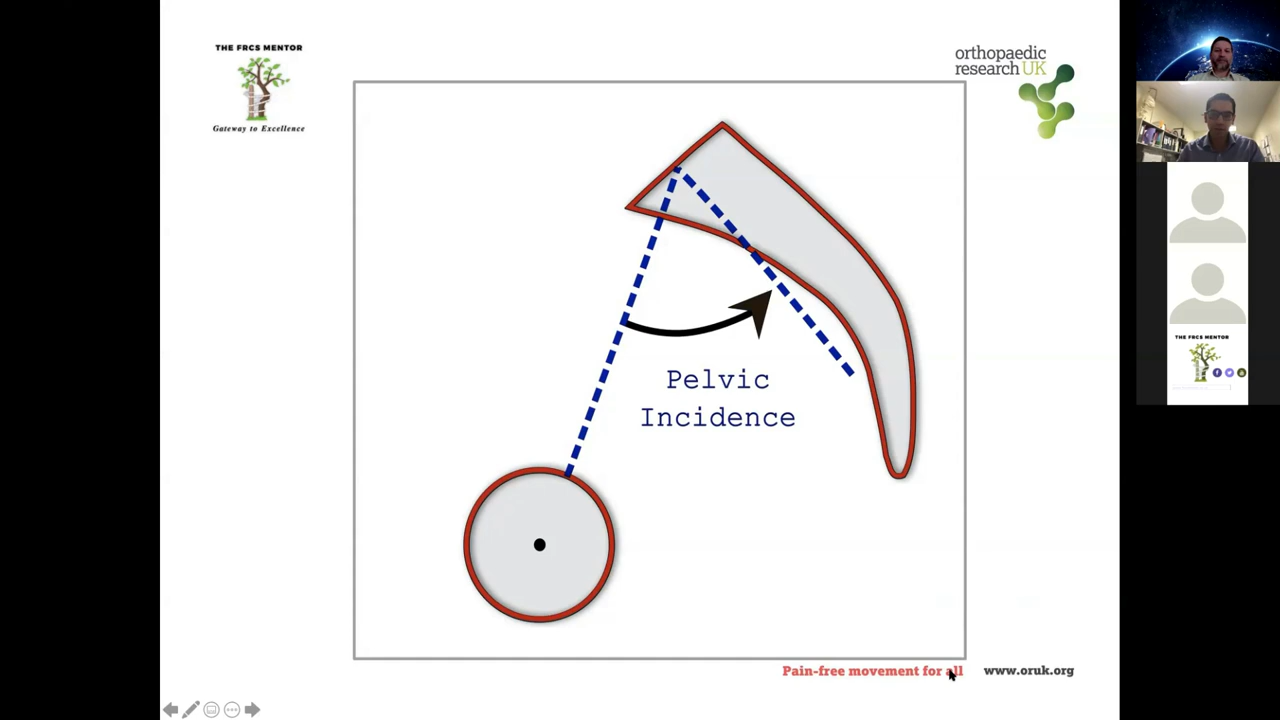 THE FRCS MENTOR
Gateway to Excellence
orthopaedic
research UK
Pelvic
Incidence
Pain-free movement for all
www.oruk.org
THE FRCS MENTOR